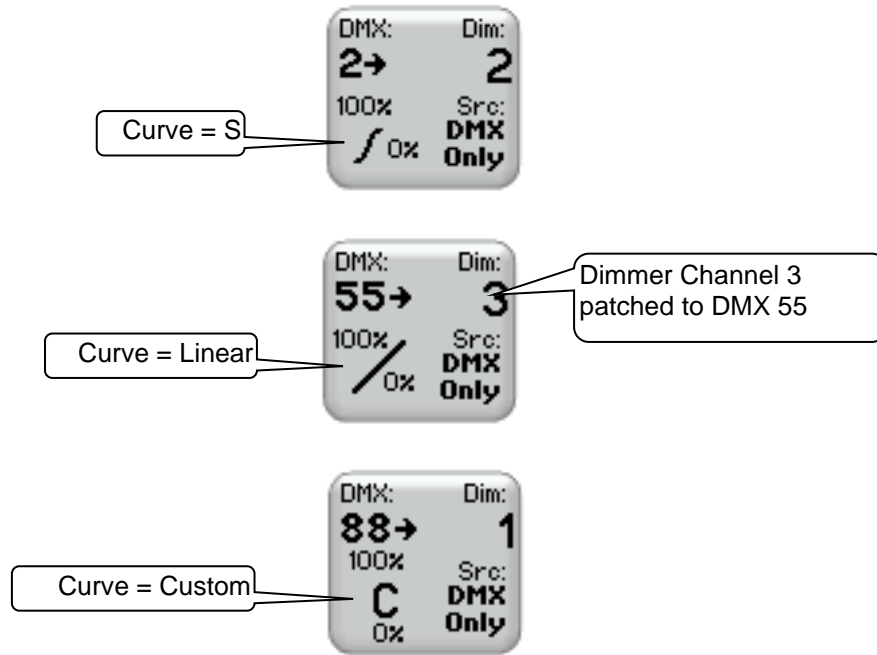 DMX: Dim:
2→ 2
100% Src:
DMX
0% Only
Curve = S
DMX: Dim:
55→ 3
100% Src:
DMX
0% Only
Dimmer Channel 3
patched to DMX 55
Curve = Linear
DMX: Dim:
88→ 1
100%
Src:
C DMX
0% Only
Curve = Custom